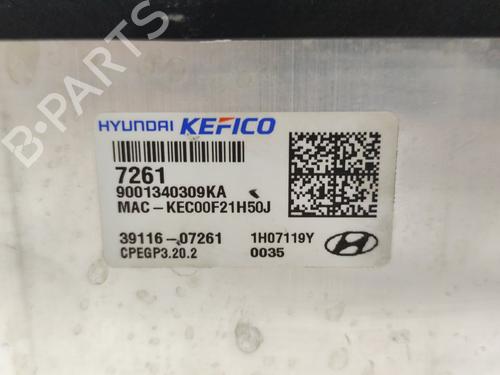 B-PARTS
HYUNDAI KEFICO
7261
9001340309KA
MAC-KEC00F21H50J
39116-07261 1H07119Y
CPEGP3.20.2 0035